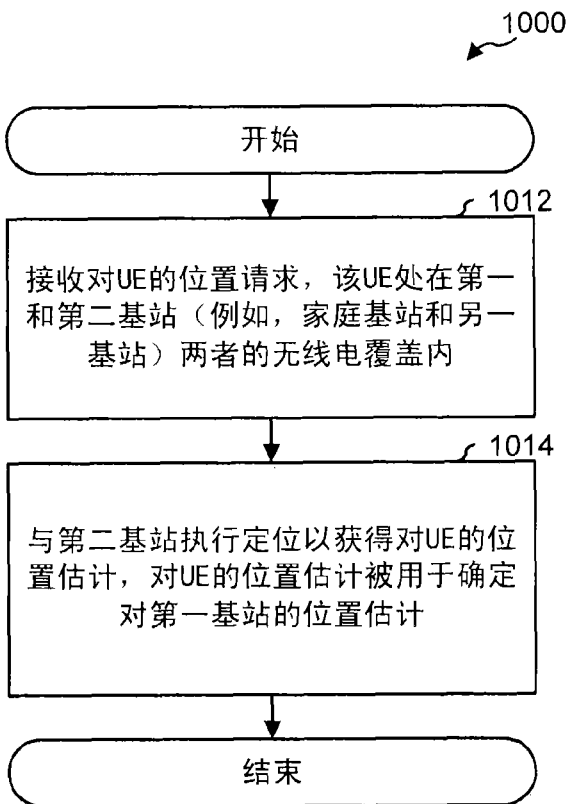 1000
开始
1012
接收对UE的位置请求，该UE处在第一
和第二基站（例如，家庭基站和另一
基站）两者的无线电覆盖内
1014
与第二基站执行定位以获得对UE的位
置估计，对UE的位置估计被用于确定
对第一基站的位置估计
结束